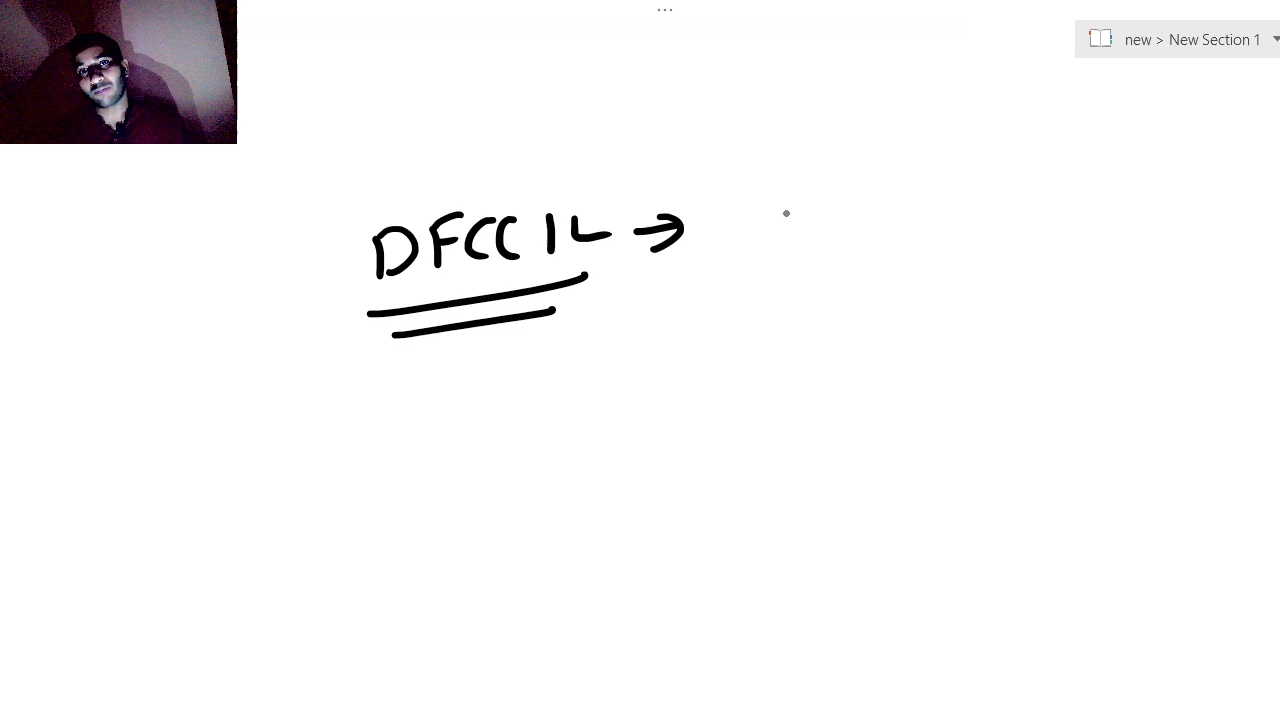 new > New Section 1
DFCCIL →